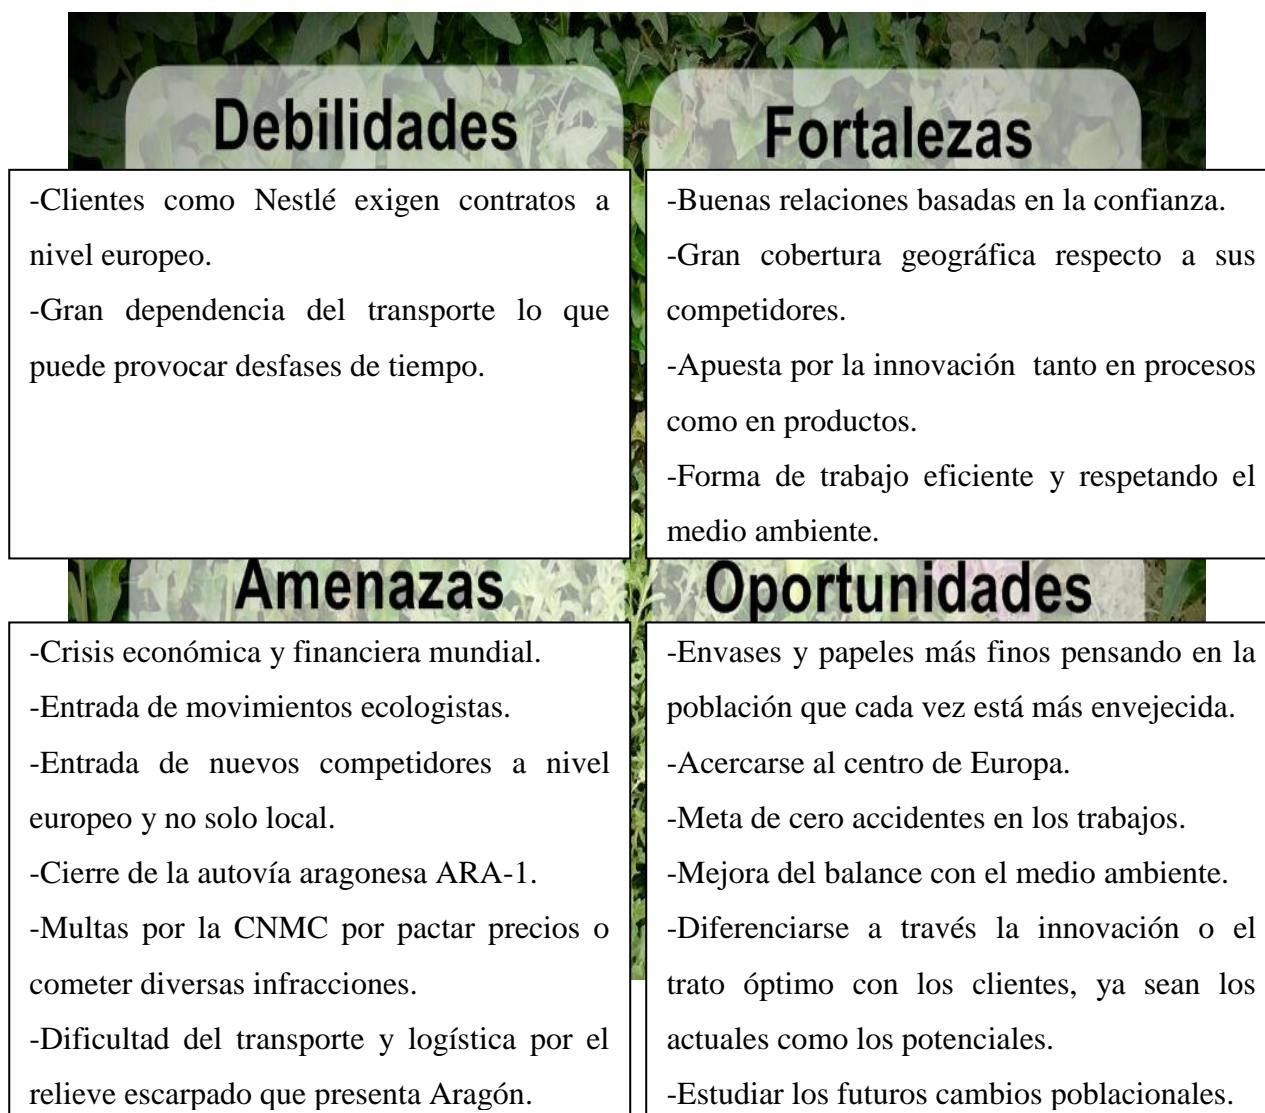 Debilidades
-Clientes como Nestlé exigen contratos a
nivel europeo.
-Gran dependencia del transporte lo que
puede provocar desfases de tiempo.
Fortalezas
-Buenas relaciones basadas en la confianza.
-Gran cobertura geográfica respecto a sus
competidores.
-Apuesta por la innovación tanto en procesos
como en productos.
-Forma de trabajo eficiente y respetando el
medio ambiente.
Amenazas
-Crisis económica y financiera mundial.
-Entrada de movimientos ecologistas.
-Entrada de nuevos competidores a nivel
europeo y no solo local.
-Cierre de la autovía aragonesa ARA-1.
-Multas por la CNMC por pactar precios o
cometer diversas infracciones.
-Dificultad del transporte y logística por el
relieve escarpado que presenta Aragón.
Oportunidades
-Envases y papeles más finos pensando en la
población que cada vez está más envejecida.
-Acercarse al centro de Europa.
-Meta de cero accidentes en los trabajos.
-Mejora del balance con el medio ambiente.
-Diferenciarse a través la innovación o el
trato óptimo con los clientes, ya sean los
actuales como los potenciales.
-Estudiar los futuros cambios poblacionales.